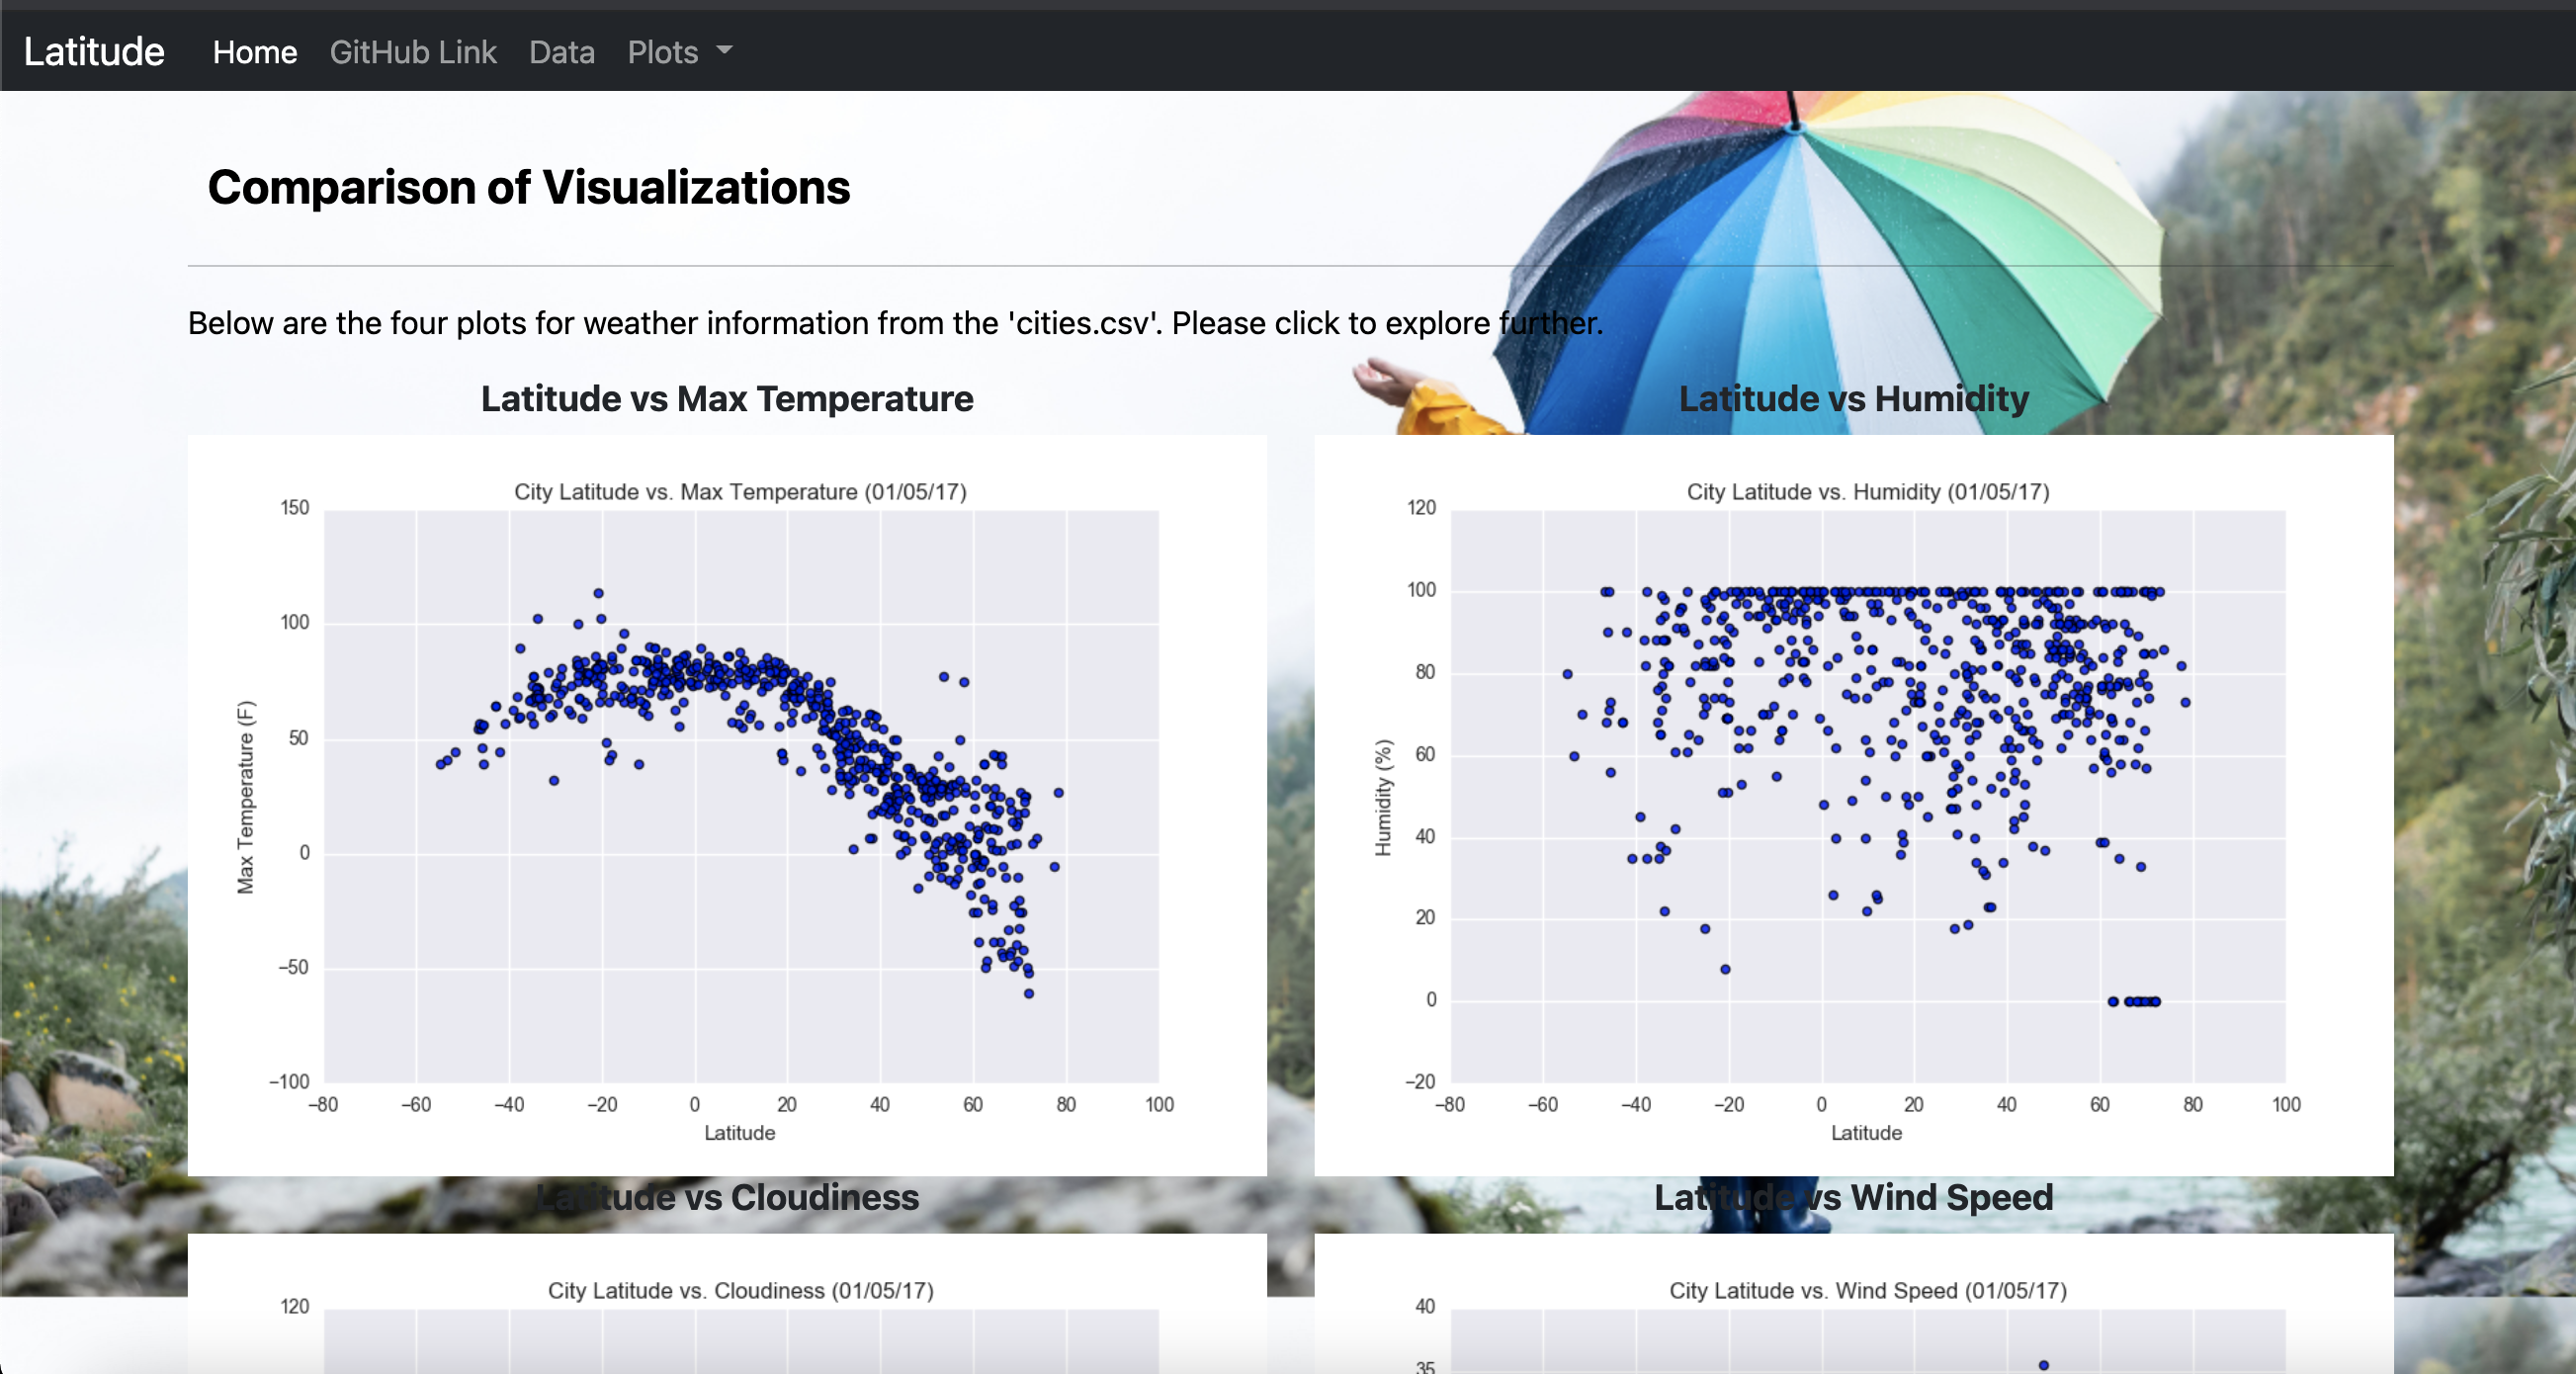 Latitude Home GitHub Link Data Plots
Comparison of Visualizations
Below are the four plots for weather information from the 'cities.csv'. Please click to explore further.
Latitude vs Max Temperature
City Latitude vs. Max Temperature (01/05/17)
150
100
50
0
−50
−100
Max Temperature (F)
−80 −60 −40 −20 0 20 40 60 80 100
Latitude
Latitude vs Humidity
City Latitude vs. Humidity (01/05/17)
120
100
80
60
40
20
0
−20
Humidity (%)
−80 −60 −40 −20 0 20 40 60 80 100
Latitude
Latitude vs Cloudiness
City Latitude vs. Cloudiness (01/05/17)
120
Latitude vs Wind Speed
City Latitude vs. Wind Speed (01/05/17)
40
35